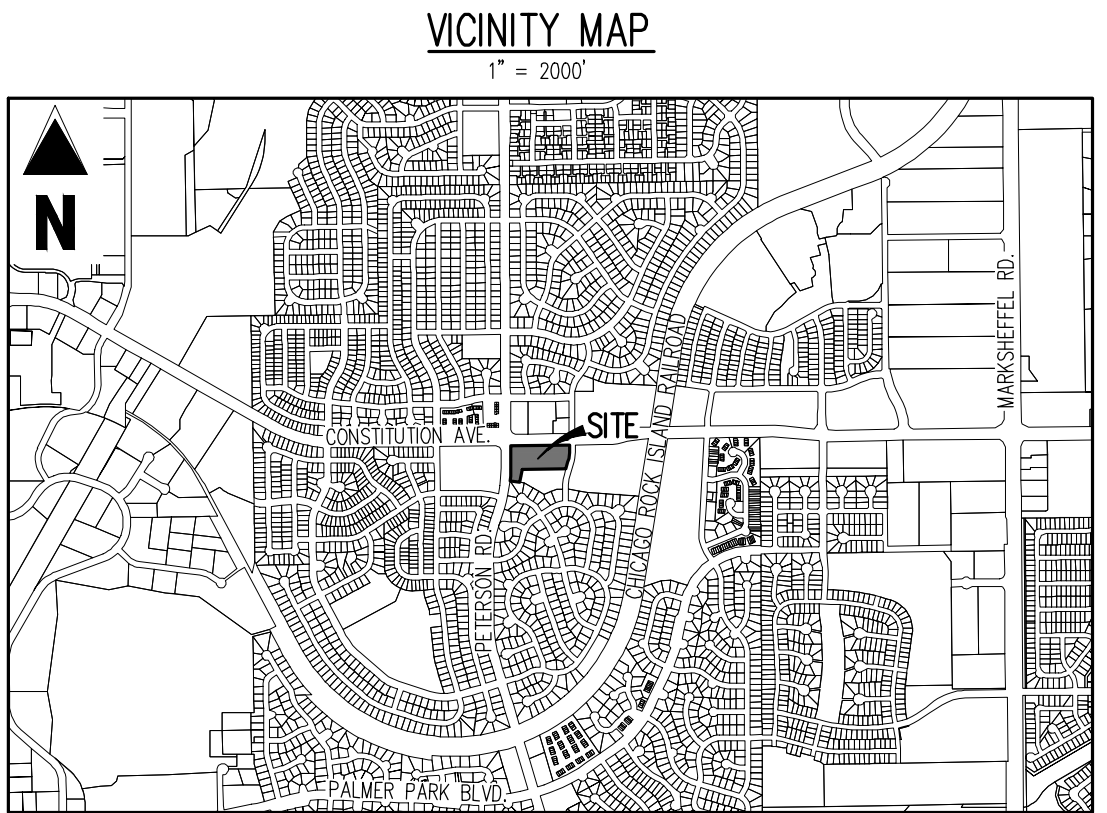 VICINITY MAP
1" = 2000'
N
MARKSHEFFEL RD.
CHICAGO ROCK ISLAND RAILROAD
SITE
CONSTITUTION AVE.
PETERSON RD.
PALMER PARK BLVD.